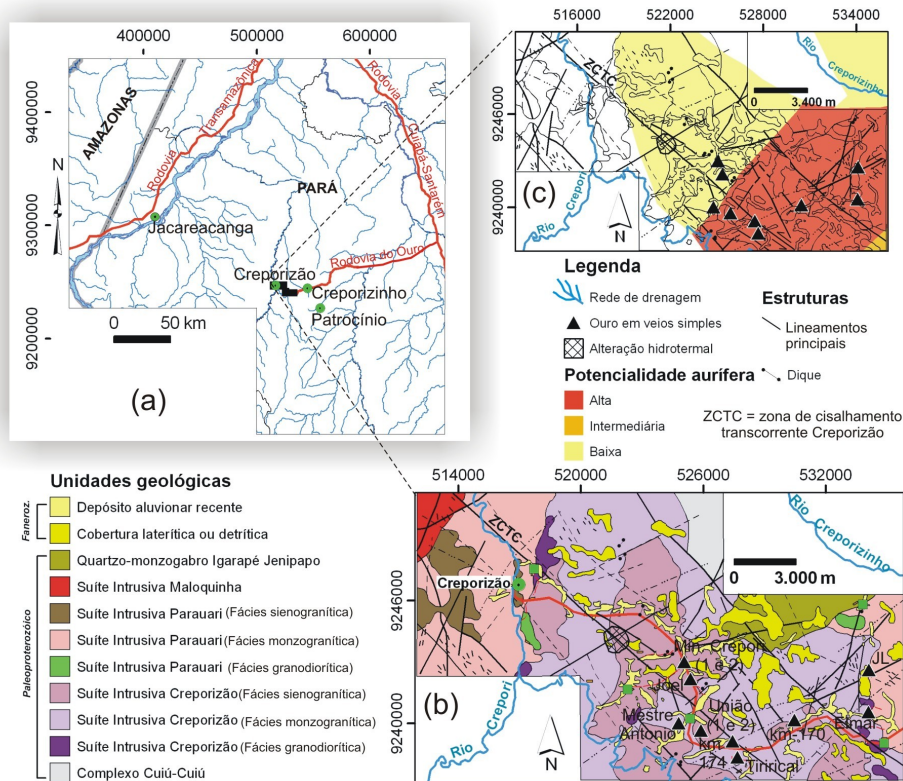 400000
500000
600000
9400000
9300000
9200000
AMAZONAS
Rodovia
Transamazônica
Rodovia
Cuiabá-Santarém
PARÁ
N
Jacareacanga
Rodovia do Ouro
Creporizão
Creporizinho
Patrocínio
0 50 km
(a)
516000
522000
528000
534000
9246000
9240000
ZCTC
Rio
Creporizinho
0 3.400 m
(c)
Rio
Crepori
N
Legenda
Rede de drenagem
Ouro em veios simples
Alteração hidrotermal
Potencialidade aurífera
Alta
Intermediária
Baixa
Estruturas
Lineamentos
principais
Dique
ZCTC = zona de cisalhamento
transcorrente Creporizão
Unidades geológicas
Faneroz.
Depósito aluvionar recente
Cobertura laterítica ou detrítica
Paleoproterozóico
Quartzo-monzogabro Igarapé Jenipapo
Suíte Intrusiva Maloquinha
Suíte Intrusiva Parauari (Fácies sienogranítica)
Suíte Intrusiva Parauari (Fácies monzogranítica)
Suíte Intrusiva Parauari (Fácies granodiorítica)
Suíte Intrusiva Creporizão (Fácies sienogranítica)
Suíte Intrusiva Creporizão (Fácies monzogranítica)
Suíte Intrusiva Creporizão (Fácies granodiorítica)
Complexo Cuiú-Cuiú
514000
520000
526000
532000
9246000
9240000
ZCTC
Creporizão
Rio Creporizinho
0 3.000 m
Min. Crepori
(1 e 2)
Joel
JL
Mestre
Antonio
União
(1 e 2)
km
174
km-170
Elmar
Tiririca
(b)
Rio
Crepori
N